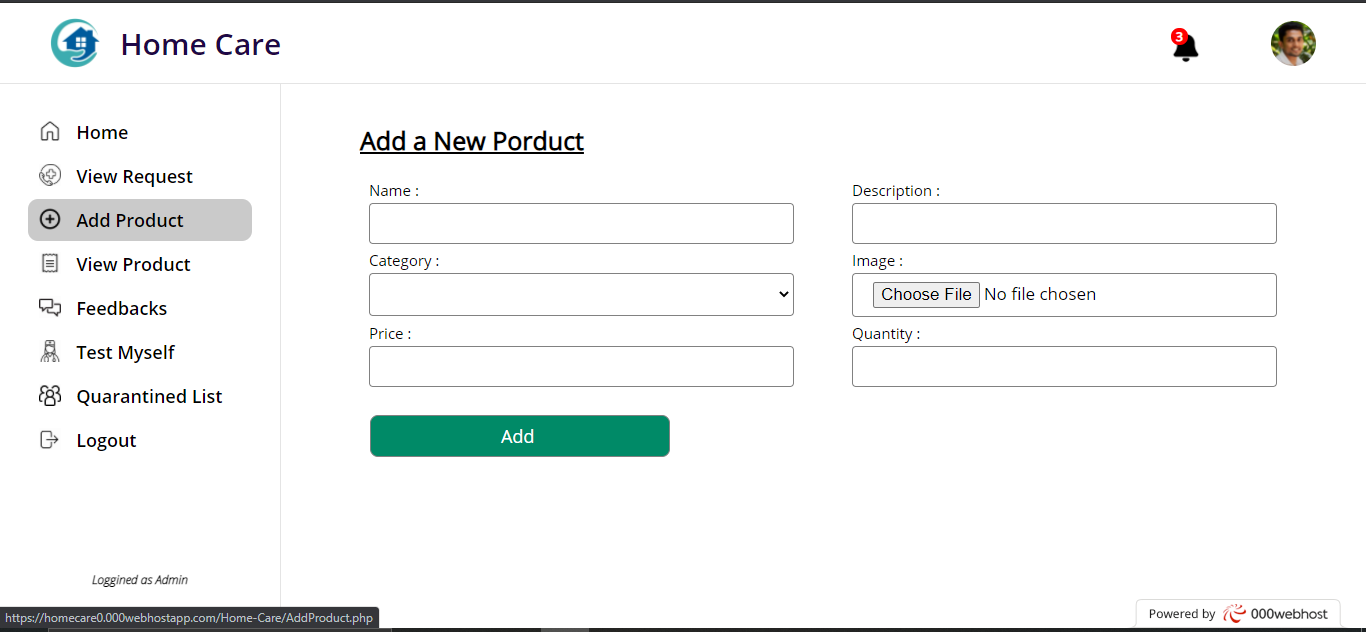 Home Care
3
Home
View Request
Add Product
View Product
Feedbacks
Test Myself
Quarantined List
Logout
Loggined as Admin
Add a New Porduct
Name :
Description :
Category :
Image :
Choose File No file chosen
Price :
Quantity :
Add
https://homecare0.000webhostapp.com/Home-Care/AddProduct.php
Powered by 000webhost